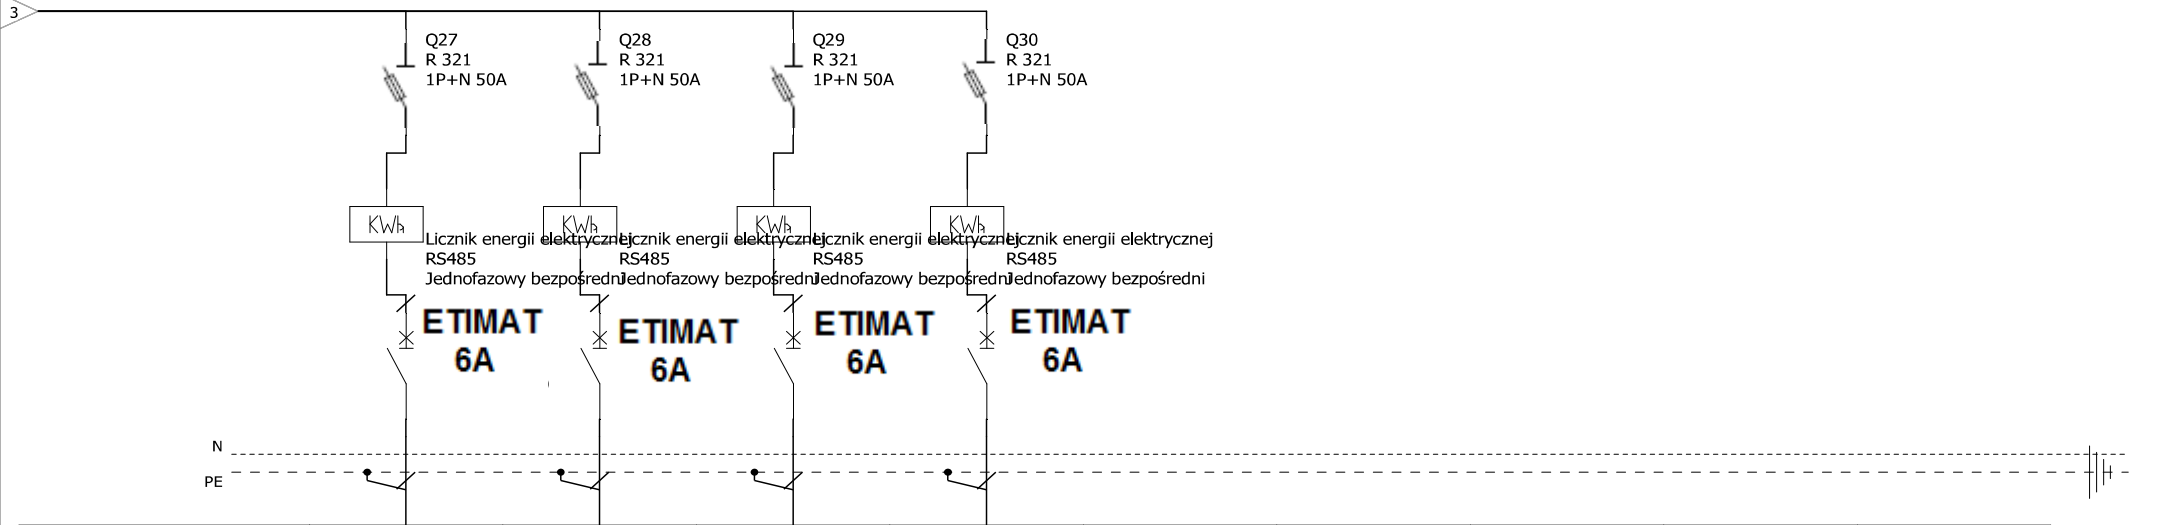 3
Q27
R 321
1P+N 50A
Q28
R 321
1P+N 50A
Q29
R 321
1P+N 50A
Q30
R 321
1P+N 50A
KWh
KWh
KWh
KWh
Licznik energii elektrycznej
RS485
Jednofazowy bezpośredni
Licznik energii elektrycznej
RS485
Jednofazowy bezpośredni
Licznik energii elektrycznej
RS485
Jednofazowy bezpośredni
Licznik energii elektrycznej
RS485
Jednofazowy bezpośredni
ETIMAT
6A
ETIMAT
6A
ETIMAT
6A
ETIMAT
6A
N
PE